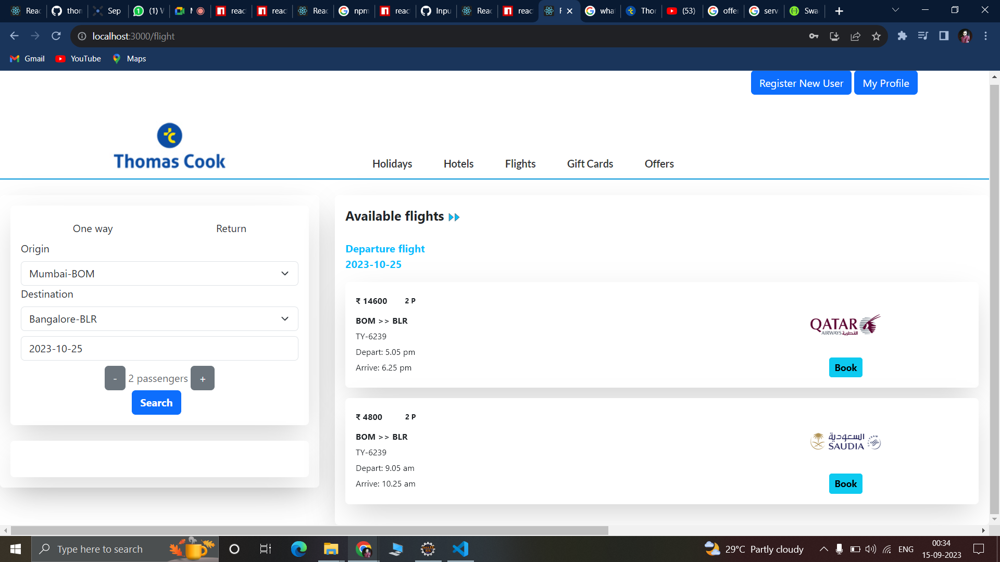 Reac
thon
Sep
(1) W
reac
reac
Reac
npm
reac
Inpu
Reac
reac
wha
Thor
(53)
offe
serv
Swa
localhost:3000/flight
Gmail
YouTube
Maps
Register New User
My Profile
Thomas Cook
Holidays
Hotels
Flights
Gift Cards
Offers
One way
Return
Origin
Mumbai-BOM
Destination
Bangalore-BLR
2023-10-25
- 2 passengers +
Search
Available flights
Departure flight
2023-10-25
₹ 14600 2 P
BOM >> BLR
TY-6239
Depart: 5.05 pm
Arrive: 6.25 pm
QATAR
AIRWAYS القطرية
Book
₹ 4800 2 P
BOM >> BLR
TY-6239
Depart: 9.05 am
Arrive: 10.25 am
السعودية
SAUDIA
Book
Type here to search
29°C Partly cloudy
ENG
00:34
15-09-2023